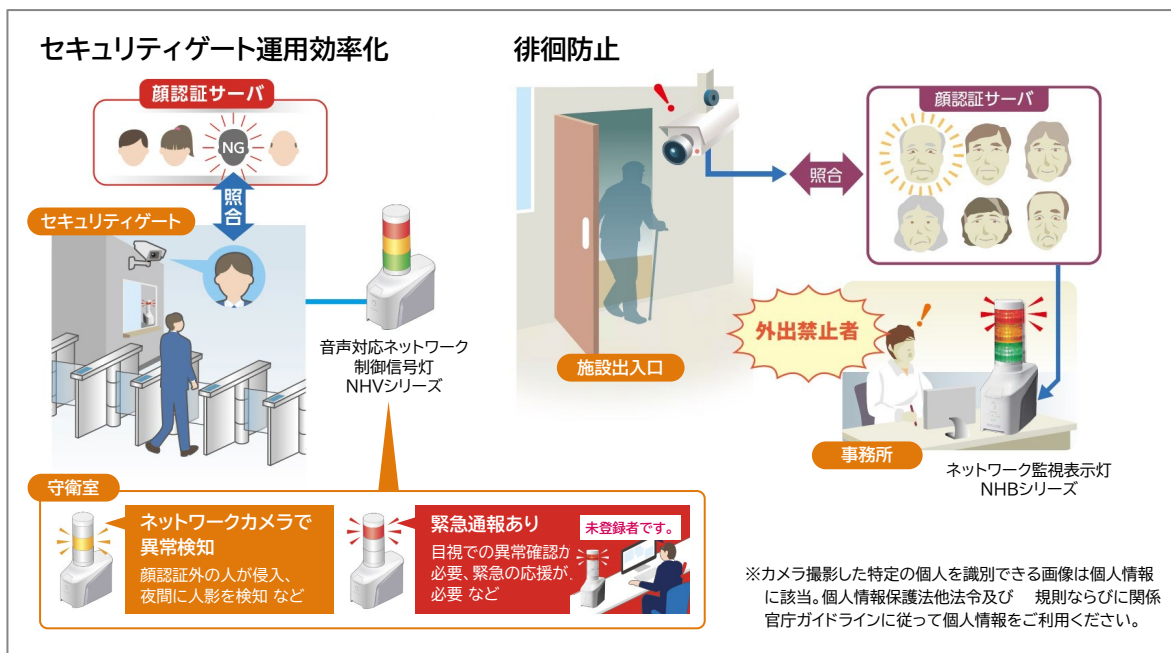 セキュリティゲート運用効率化
顔認証サーバ
NG
照合
セキュリティゲート
音声対応ネットワーク
制御信号灯
NHVシリーズ
守衛室
ネットワークカメラで
異常検知
顔認証外の人が侵入、
夜間に人影を検知 など
緊急通報あり
目視での異常確認が
必要、緊急の応援が
必要 など
未登録者です。
徘徊防止
顔認証サーバ
照合
施設出入口
外出禁止者
事務所
ネットワーク監視表示灯
NHBシリーズ
※カメラ撮影した特定の個人を識別できる画像は個人情報
に該当。個人情報保護法他法令及び　規則ならびに関係
官庁ガイドラインに従って個人情報をご利用ください。